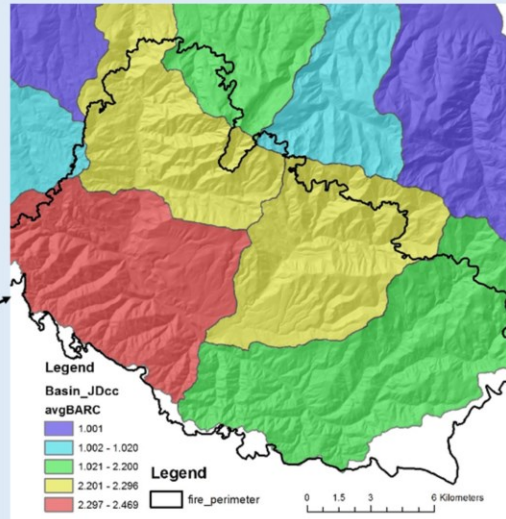 Legend
Basin_JDcc
avgBARC
1.001
1.002 - 1.020
1.021 - 2.200
2.201 - 2.296
2.297 - 2.469
Legend
fire_perimeter
0 1.5 3 6 Kilometers